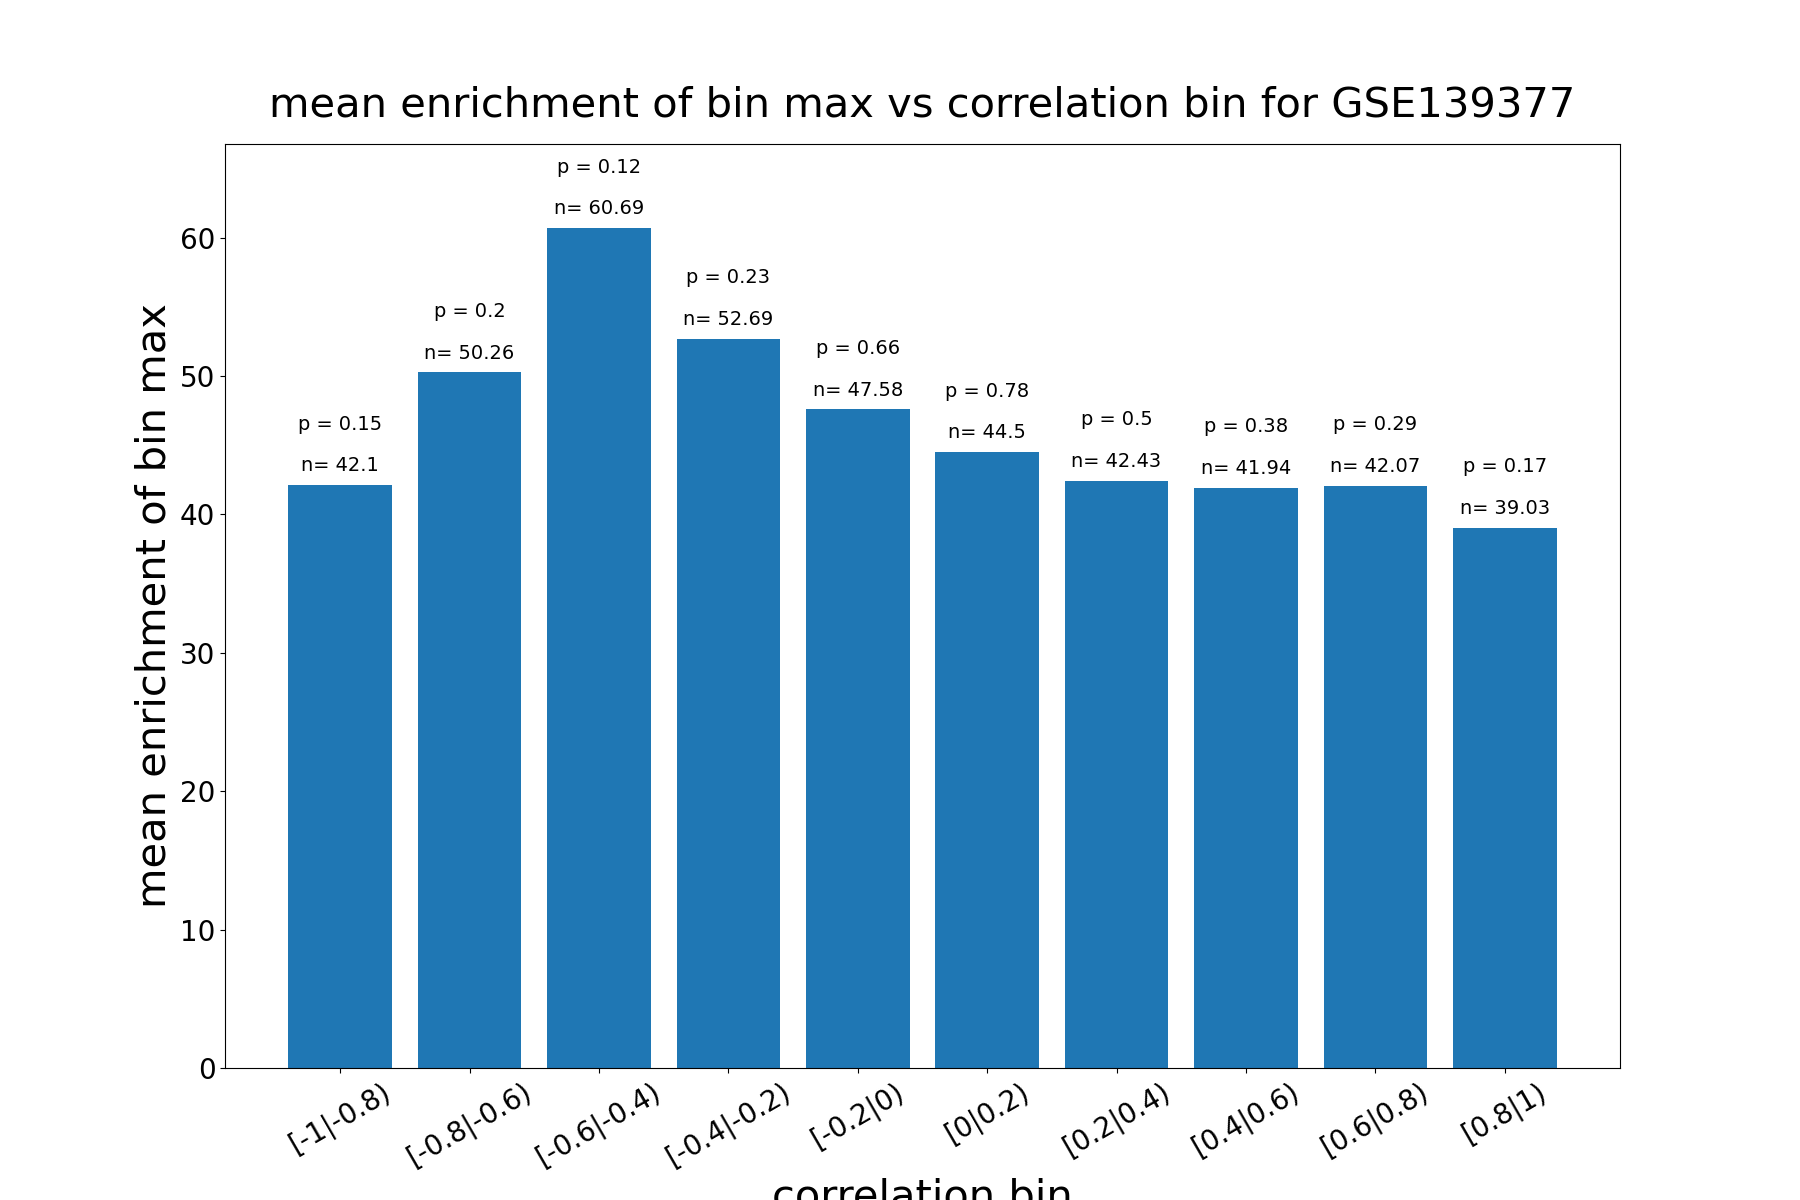 mean enrichment of bin max vs correlation bin for GSE139377
mean enrichment of bin max
60
50
40
30
20
10
0
p = 0.15
n= 42.1
p = 0.2
n= 50.26
p = 0.12
n= 60.69
p = 0.23
n= 52.69
p = 0.66
n= 47.58
p = 0.78
n= 44.5
p = 0.5
n= 42.43
p = 0.38
n= 41.94
p = 0.29
n= 42.07
p = 0.17
n= 39.03
[-1|-0.8)
[-0.8|-0.6)
[-0.6|-0.4)
[-0.4|-0.2)
[-0.2|0)
[0|0.2)
[0.2|0.4)
[0.4|0.6)
[0.6|0.8)
[0.8|1)
correlation bin